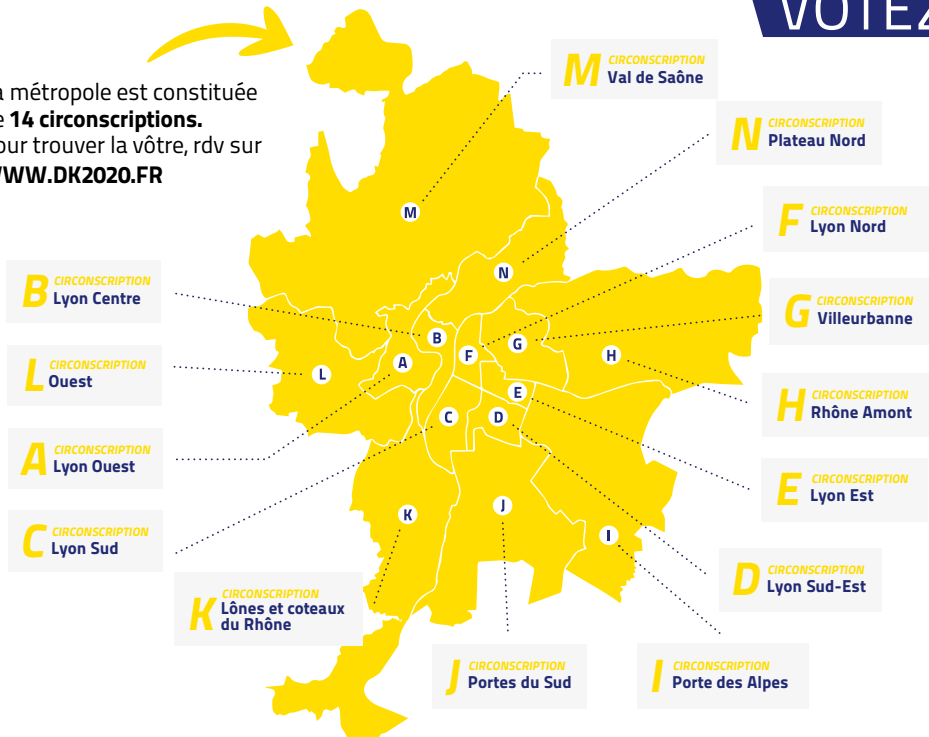 VOTEZ
a métropole est constituée
e 14 circonscriptions.
our trouver la vôtre, rdv sur
WWW.DK2020.FR
M CIRCONSCRIPTION
Val de Saône
N CIRCONSCRIPTION
Plateau Nord
F CIRCONSCRIPTION
Lyon Nord
G CIRCONSCRIPTION
Villeurbanne
H CIRCONSCRIPTION
Rhône Amont
E CIRCONSCRIPTION
Lyon Est
D CIRCONSCRIPTION
Lyon Sud-Est
I CIRCONSCRIPTION
Porte des Alpes
J CIRCONSCRIPTION
Portes du Sud
K CIRCONSCRIPTION
Lônes et coteaux
du Rhône
C CIRCONSCRIPTION
Lyon Sud
A CIRCONSCRIPTION
Lyon Ouest
L CIRCONSCRIPTION
Ouest
B CIRCONSCRIPTION
Lyon Centre
M
N
B
F
G
H
A
L
E
C
D
K
J
I